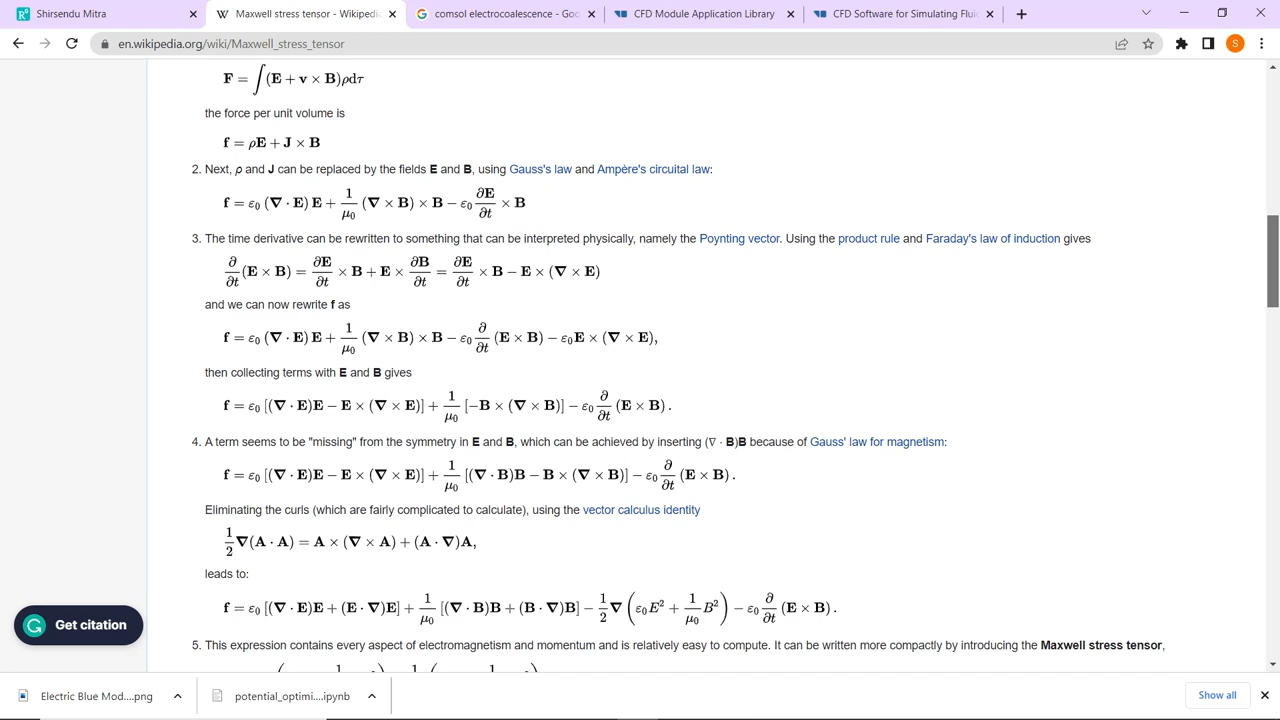 Shirsendu Mitra
Maxwell stress tensor - Wikipedi
comsol electrocoalescence - Goo
CFD Module Application Library
CFD Software for Simulating Fluid
en.wikipedia.org/wiki/Maxwell_stress_tensor
S
F = ∫(E + v × B)ρdτ
the force per unit volume is
f = ρE + J × B
2. Next, ρ and J can be replaced by the fields E and B, using Gauss's law and Ampère's circuital law:
f = ε₀ (∇ · E) E + 1/μ₀ (∇ × B) × B − ε₀ ∂E/∂t × B
3. The time derivative can be rewritten to something that can be interpreted physically, namely the Poynting vector. Using the product rule and Faraday's law of induction gives
∂/∂t (E × B) = ∂E/∂t × B + E × ∂B/∂t = ∂E/∂t × B − E × (∇ × E)
and we can now rewrite f as
f = ε₀ (∇ · E) E + 1/μ₀ (∇ × B) × B − ε₀ ∂/∂t (E × B) − ε₀E × (∇ × E),
then collecting terms with E and B gives
f = ε₀ [(∇ · E)E − E × (∇ × E)] + 1/μ₀ [−B × (∇ × B)] − ε₀ ∂/∂t (E × B) .
4. A term seems to be "missing" from the symmetry in E and B, which can be achieved by inserting (∇ · B)B because of Gauss' law for magnetism:
f = ε₀ [(∇ · E)E − E × (∇ × E)] + 1/μ₀ [(∇ · B)B − B × (∇ × B)] − ε₀ ∂/∂t (E × B) .
Eliminating the curls (which are fairly complicated to calculate), using the vector calculus identity
1/2 ∇(A · A) = A × (∇ × A) + (A · ∇)A,
leads to:
f = ε₀ [(∇ · E)E + (E · ∇)E] + 1/μ₀ [(∇ · B)B + (B · ∇)B] − 1/2 ∇ (ε₀E² + 1/μ₀ B²) − ε₀ ∂/∂t (E × B) .
Get citation
5. This expression contains every aspect of electromagnetism and momentum and is relatively easy to compute. It can be written more compactly by introducing the Maxwell stress tensor,
Electric Blue Mod....png
potential_optimi....ipynb
Show all